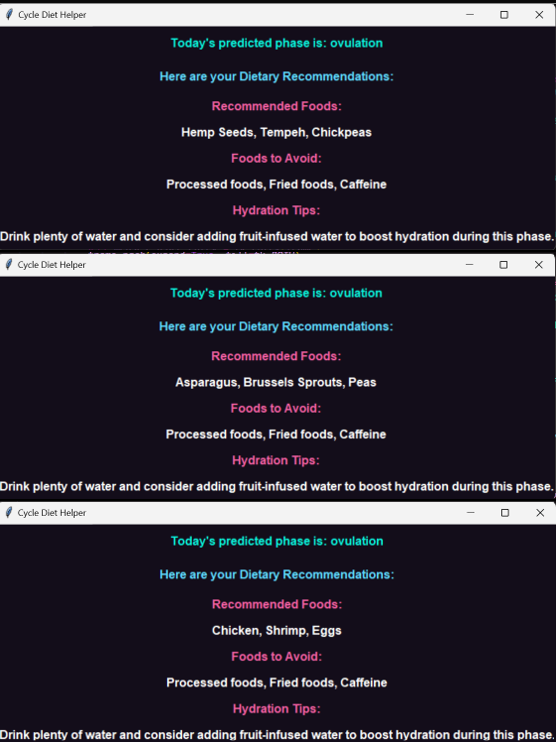 Cycle Diet Helper
Today's predicted phase is: ovulation
Here are your Dietary Recommendations:
Recommended Foods:
Hemp Seeds, Tempeh, Chickpeas
Foods to Avoid:
Processed foods, Fried foods, Caffeine
Hydration Tips:
Drink plenty of water and consider adding fruit-infused water to boost hydration during this phase.
Cycle Diet Helper
Today's predicted phase is: ovulation
Here are your Dietary Recommendations:
Recommended Foods:
Asparagus, Brussels Sprouts, Peas
Foods to Avoid:
Processed foods, Fried foods, Caffeine
Hydration Tips:
Drink plenty of water and consider adding fruit-infused water to boost hydration during this phase.
Cycle Diet Helper
Today's predicted phase is: ovulation
Here are your Dietary Recommendations:
Recommended Foods:
Chicken, Shrimp, Eggs
Foods to Avoid:
Processed foods, Fried foods, Caffeine
Hydration Tips:
Drink plenty of water and consider adding fruit-infused water to boost hydration during this phase.